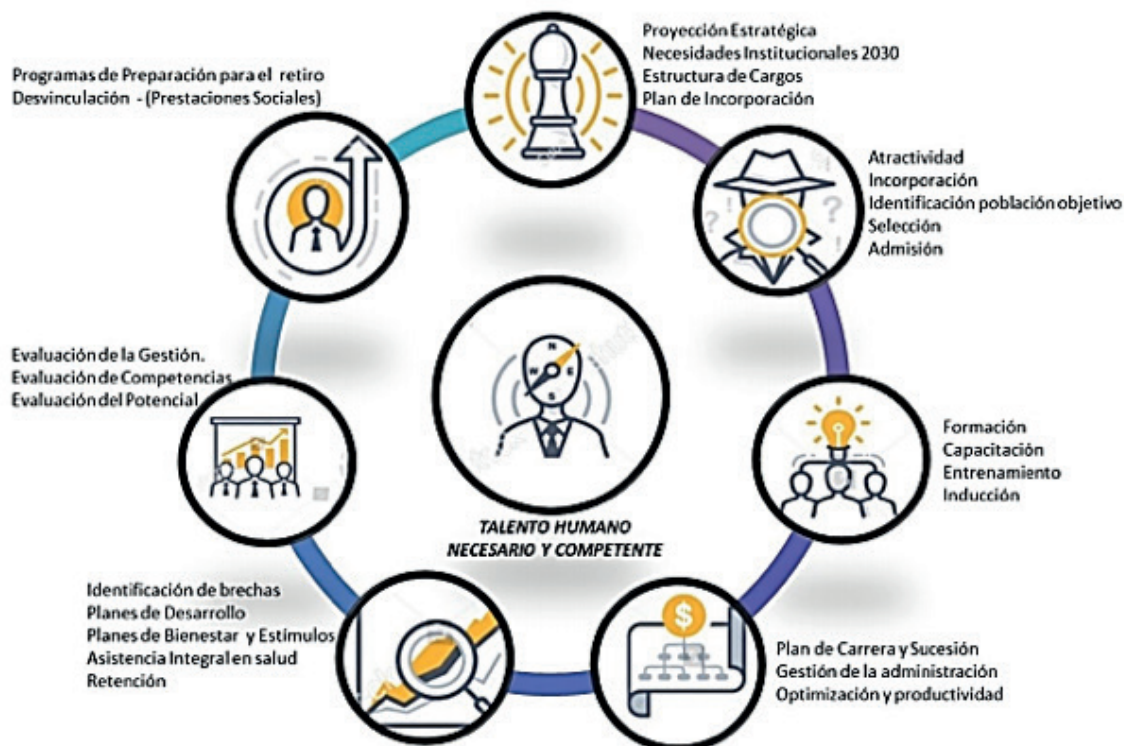 Proyección Estratégica
Necesidades Institucionales 2030
Estructura de Cargos
Plan de Incorporación
Programas de Preparación para el retiro
Desvinculación - (Prestaciones Sociales)
Atractividad
Incorporación
Identificación población objetivo
Selección
Admisión
Evaluación de la Gestión.
Evaluación de Competencias
Evaluación del Potencial
N
W E
S
Formación
Capacitación
Entrenamiento
Inducción
TALENTO HUMANO
NECESARIO Y COMPETENTE
Identificación de brechas
Planes de Desarrollo
Planes de Bienestar y Estímulos
Asistencia Integral en salud
Retención
$
Plan de Carrera y Sucesión
Gestión de la administración
Optimización y productividad